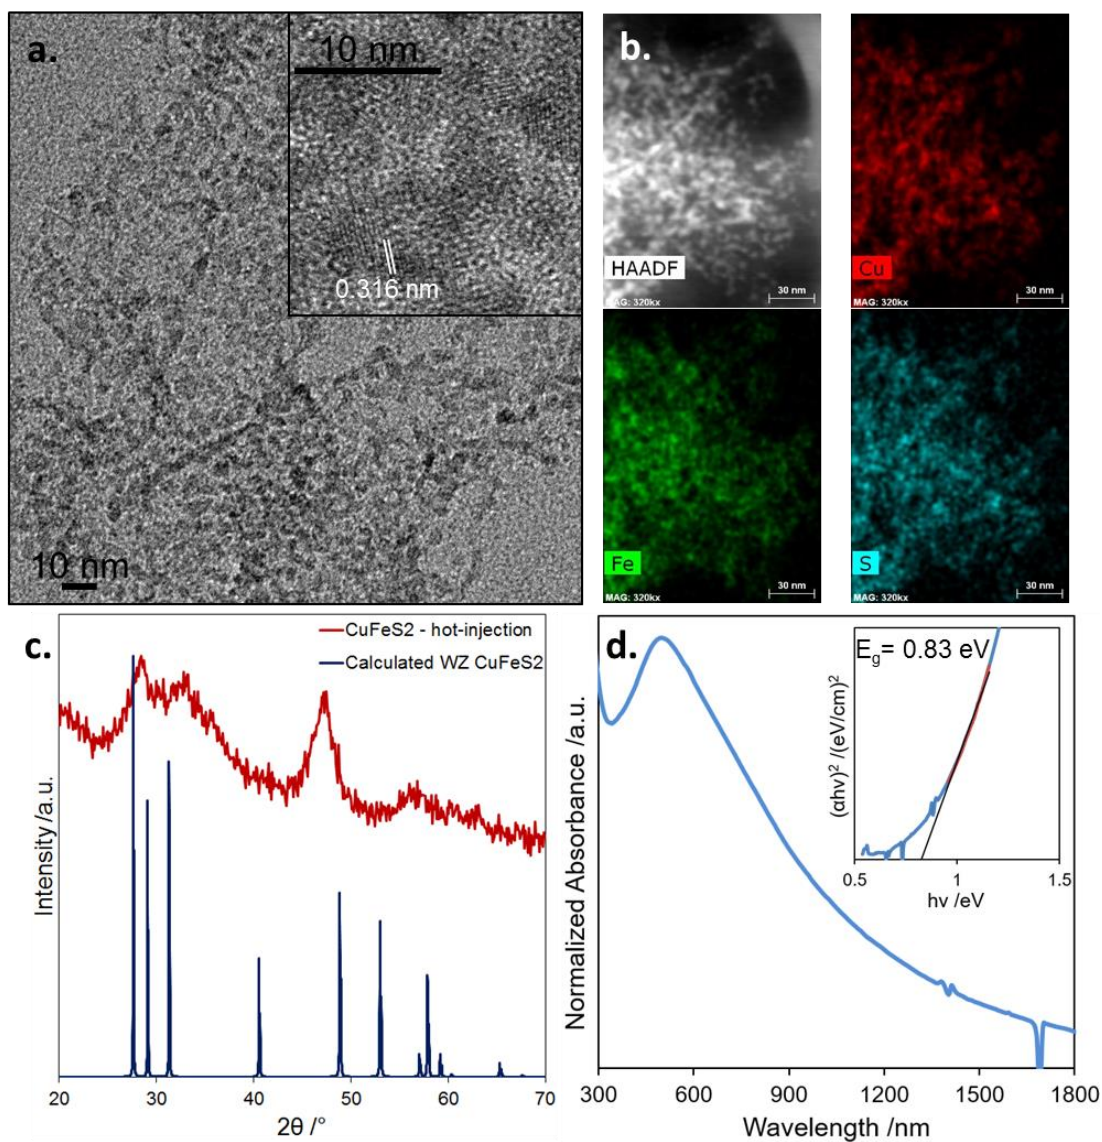 a.
10 nm
0.316 nm
10 nm
b.
HAADF
30 nm
MAG: 320kx
Cu
30 nm
MAG: 320kx
Fe
30 nm
MAG: 320kx
S
30 nm
MAG: 320kx
c.
CuFeS2 - hot-injection
Calculated WZ CuFeS2
Intensity /a.u.
20 30 40 50 60 70
2θ /°
d.
E_g= 0.83 eV
(αhν)² /(eV/cm)²
0.5 1 1.5
hν /eV
Normalized Absorbance /a.u.
300 600 900 1200 1500 1800
Wavelength /nm